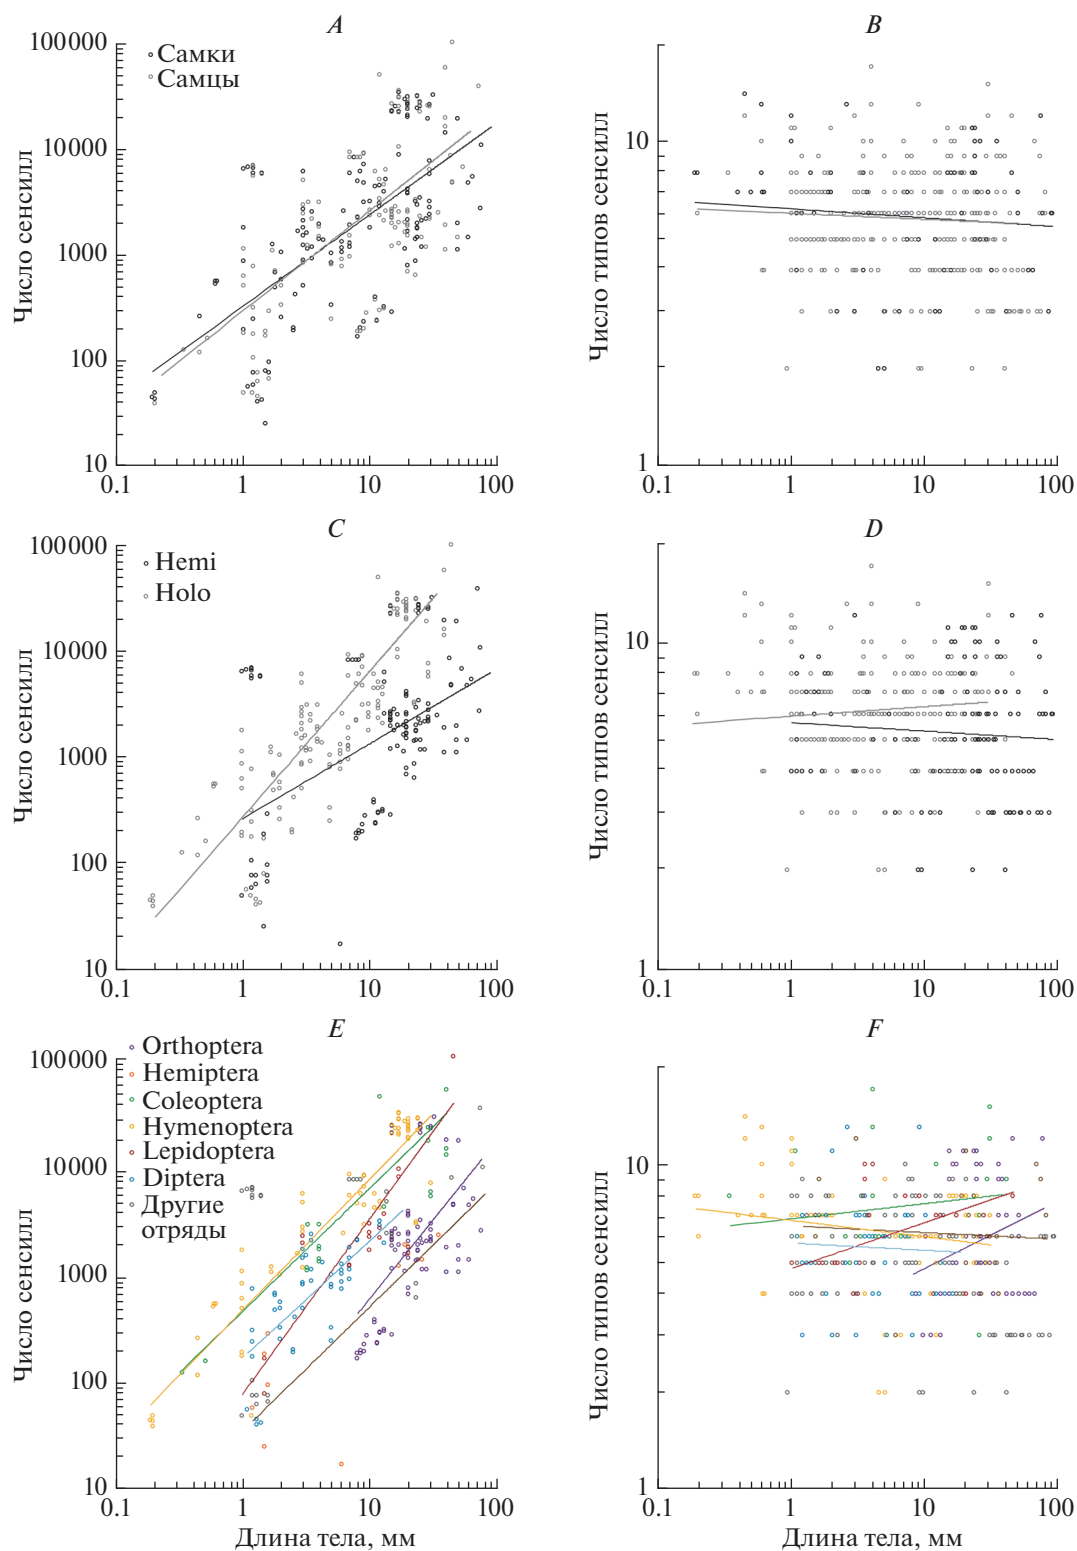 A
100000
10000
1000
100
10
0.1
1
10
100
Число сенсилл
Самки
Самцы
B
10
1
0.1
1
10
100
Число типов сенсилл
C
100000
10000
1000
100
10
0.1
1
10
100
Число сенсилл
Hemi
Holo
D
10
1
0.1
1
10
100
Число типов сенсилл
E
100000
10000
1000
100
10
0.1
1
10
100
Число сенсилл
Длина тела, мм
Orthoptera
Hemiptera
Coleoptera
Hymenoptera
Lepidoptera
Diptera
Другие
отряды
F
10
1
0.1
1
10
100
Число типов сенсилл
Длина тела, мм